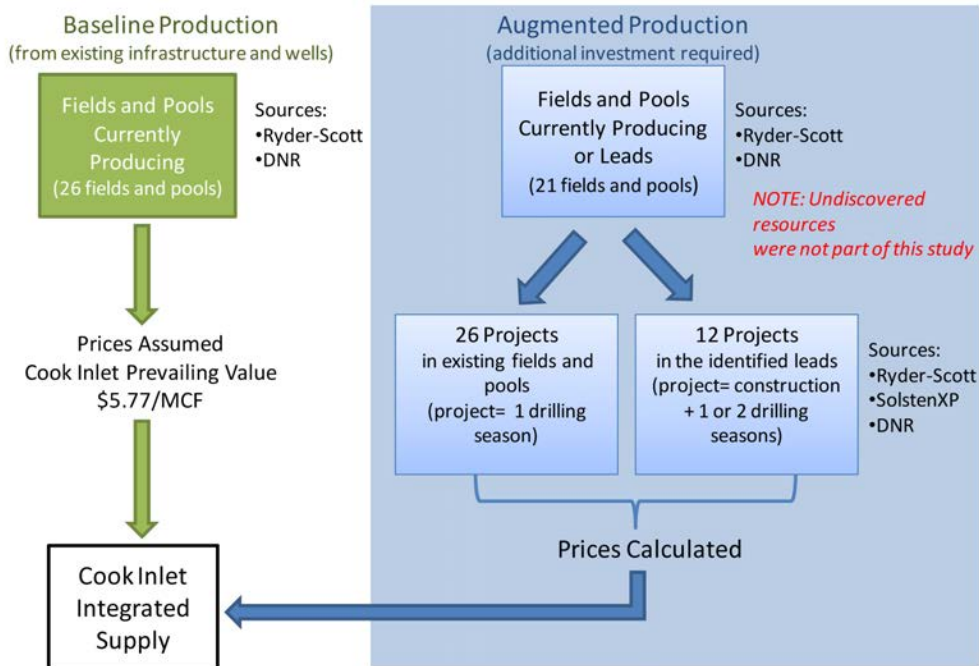 Baseline Production
(from existing infrastructure and wells)
Fields and Pools
Currently
Producing
(26 fields and pools)
Sources:
•Ryder-Scott
•DNR
Prices Assumed
Cook Inlet Prevailing Value
$5.77/MCF
Cook Inlet
Integrated
Supply
Augmented Production
(additional investment required)
Fields and Pools
Currently Producing
or Leads
(21 fields and pools)
Sources:
•Ryder-Scott
•DNR
NOTE: Undiscovered
resources
were not part of this study
26 Projects
in existing fields and
pools
(project= 1 drilling
season)
12 Projects
in the identified leads
(project= construction
+ 1 or 2 drilling
seasons)
Sources:
•Ryder-Scott
•SolstenXP
•DNR
Prices Calculated